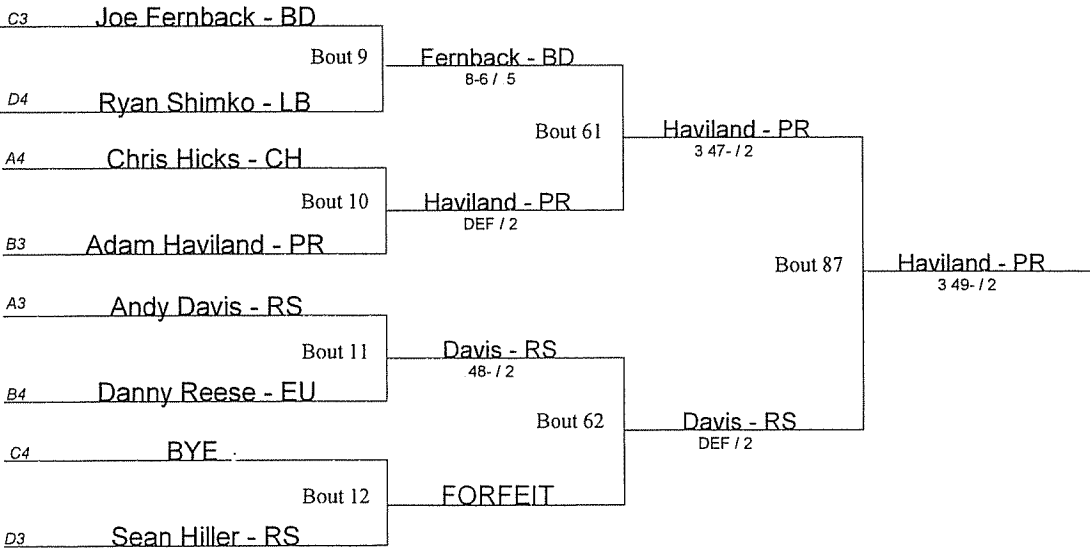 C3 Joe Fernback - BD
Bout 9 Fernback - BD
8-6 / .5
D4 Ryan Shimko - LB
Bout 61 Haviland - PR
3 47- / 2
A4 Chris Hicks - CH
Bout 10 Haviland - PR
DEF / 2
B3 Adam Haviland - PR
Bout 87 Haviland - PR
3 49- / 2
A3 Andy Davis - RS
Bout 11 Davis - RS
48- / 2
B4 Danny Reese - EU
Bout 62 Davis - RS
DEF / 2
C4 BYE
Bout 12 FORFEIT
D3 Sean Hiller - RS